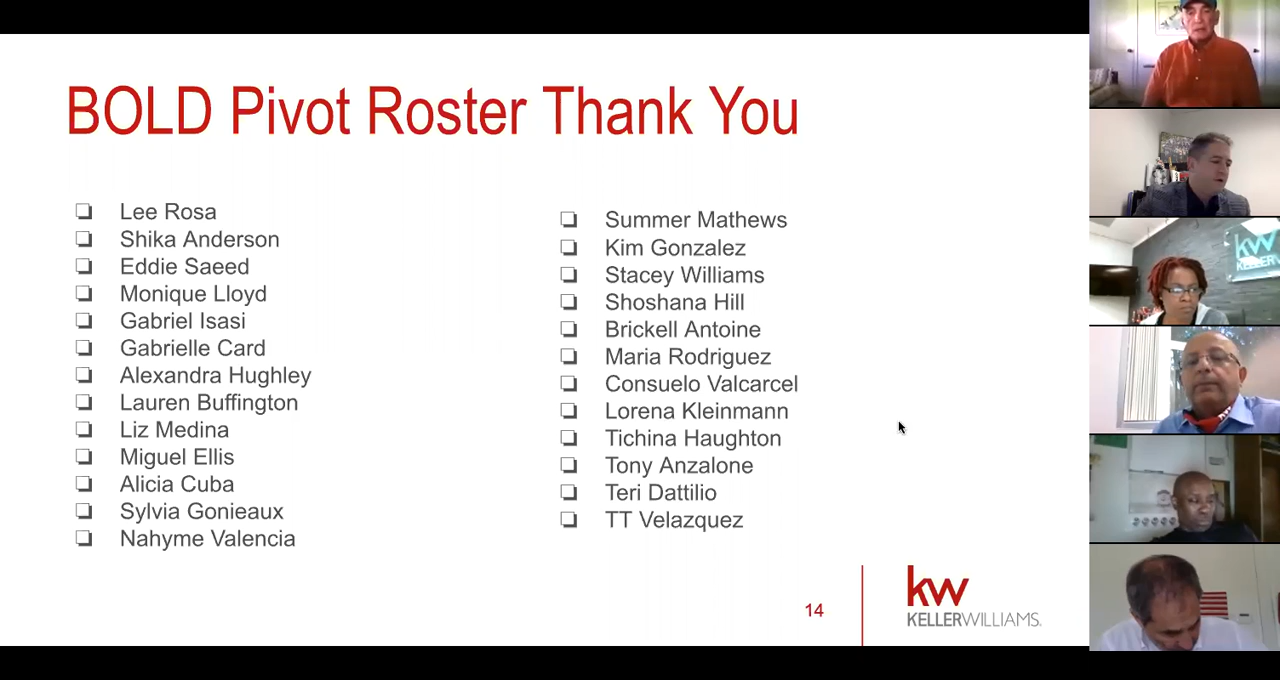 BOLD Pivot Roster Thank You
Lee Rosa
Shika Anderson
Eddie Saeed
Monique Lloyd
Gabriel Isasi
Gabrielle Card
Alexandra Hughley
Lauren Buffington
Liz Medina
Miguel Ellis
Alicia Cuba
Sylvia Gonieaux
Nahyme Valencia
Summer Mathews
Kim Gonzalez
Stacey Williams
Shoshana Hill
Brickell Antoine
Maria Rodriguez
Consuelo Valcarcel
Lorena Kleinmann
Tichina Haughton
Tony Anzalone
Teri Dattilio
TT Velazquez
14
kw
KELLERWILLIAMS.
kw
KELLERW